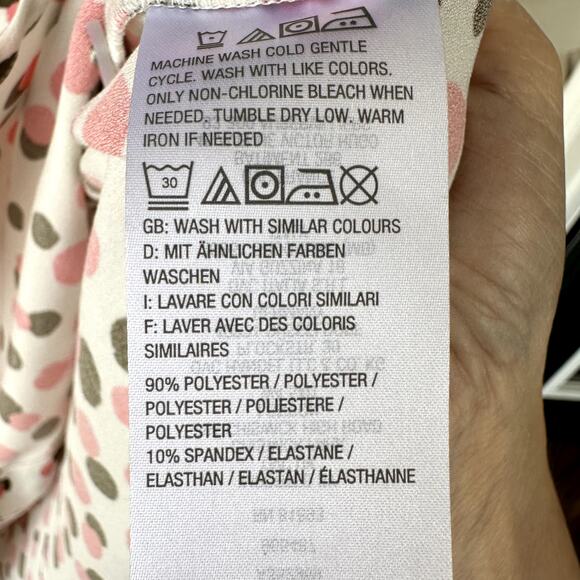 MACHINE WASH COLD GENTLE
CYCLE. WASH WITH LIKE COLORS.
ONLY NON-CHLORINE BLEACH WHEN
NEEDED. TUMBLE DRY LOW. WARM
IRON IF NEEDED
30
GB: WASH WITH SIMILAR COLOURS
D: MIT ÄHNLICHEN FARBEN
WASCHEN
I: LAVARE CON COLORI SIMILARI
F: LAVER AVEC DES COLORIS
SIMILAIRES
90% POLYESTER / POLYESTER /
POLYESTER / POLIESTERE /
POLYESTER
10% SPANDEX / ELASTANE /
ELASTHAN / ELASTAN / ÉLASTHANNE